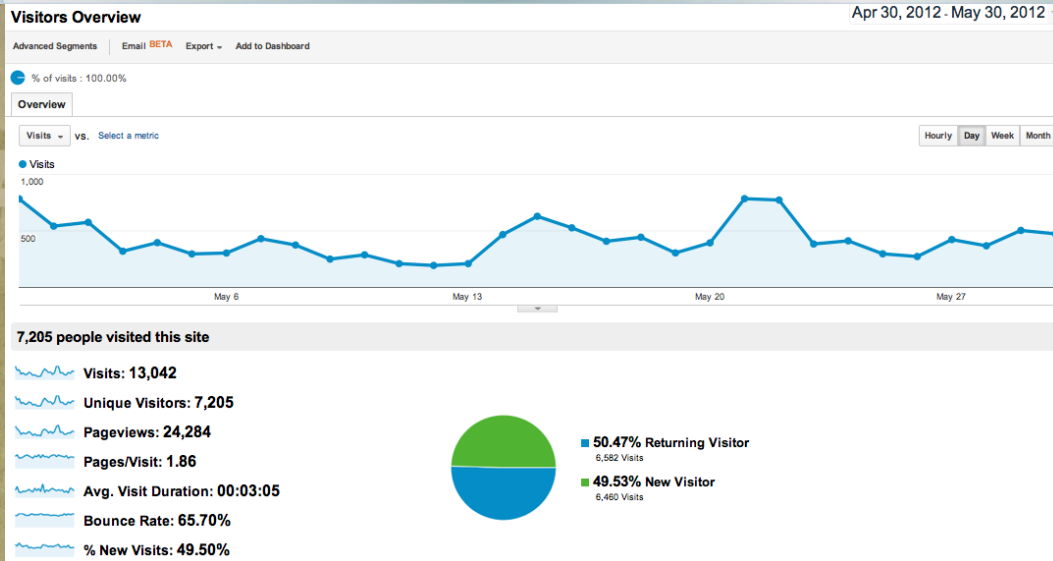 Visitors Overview
Apr 30, 2012 - May 30, 2012
Advanced Segments Email BETA Export Add to Dashboard
% of visits : 100.00%
Overview
Visits vs. Select a metric
Hourly Day Week Month
Visits
1,000
500
May 6 May 13 May 20 May 27
7,205 people visited this site
Visits: 13,042
Unique Visitors: 7,205
Pageviews: 24,284
Pages/Visit: 1.86
Avg. Visit Duration: 00:03:05
Bounce Rate: 65.70%
% New Visits: 49.50%
50.47% Returning Visitor
6,582 Visits
49.53% New Visitor
6,460 Visits